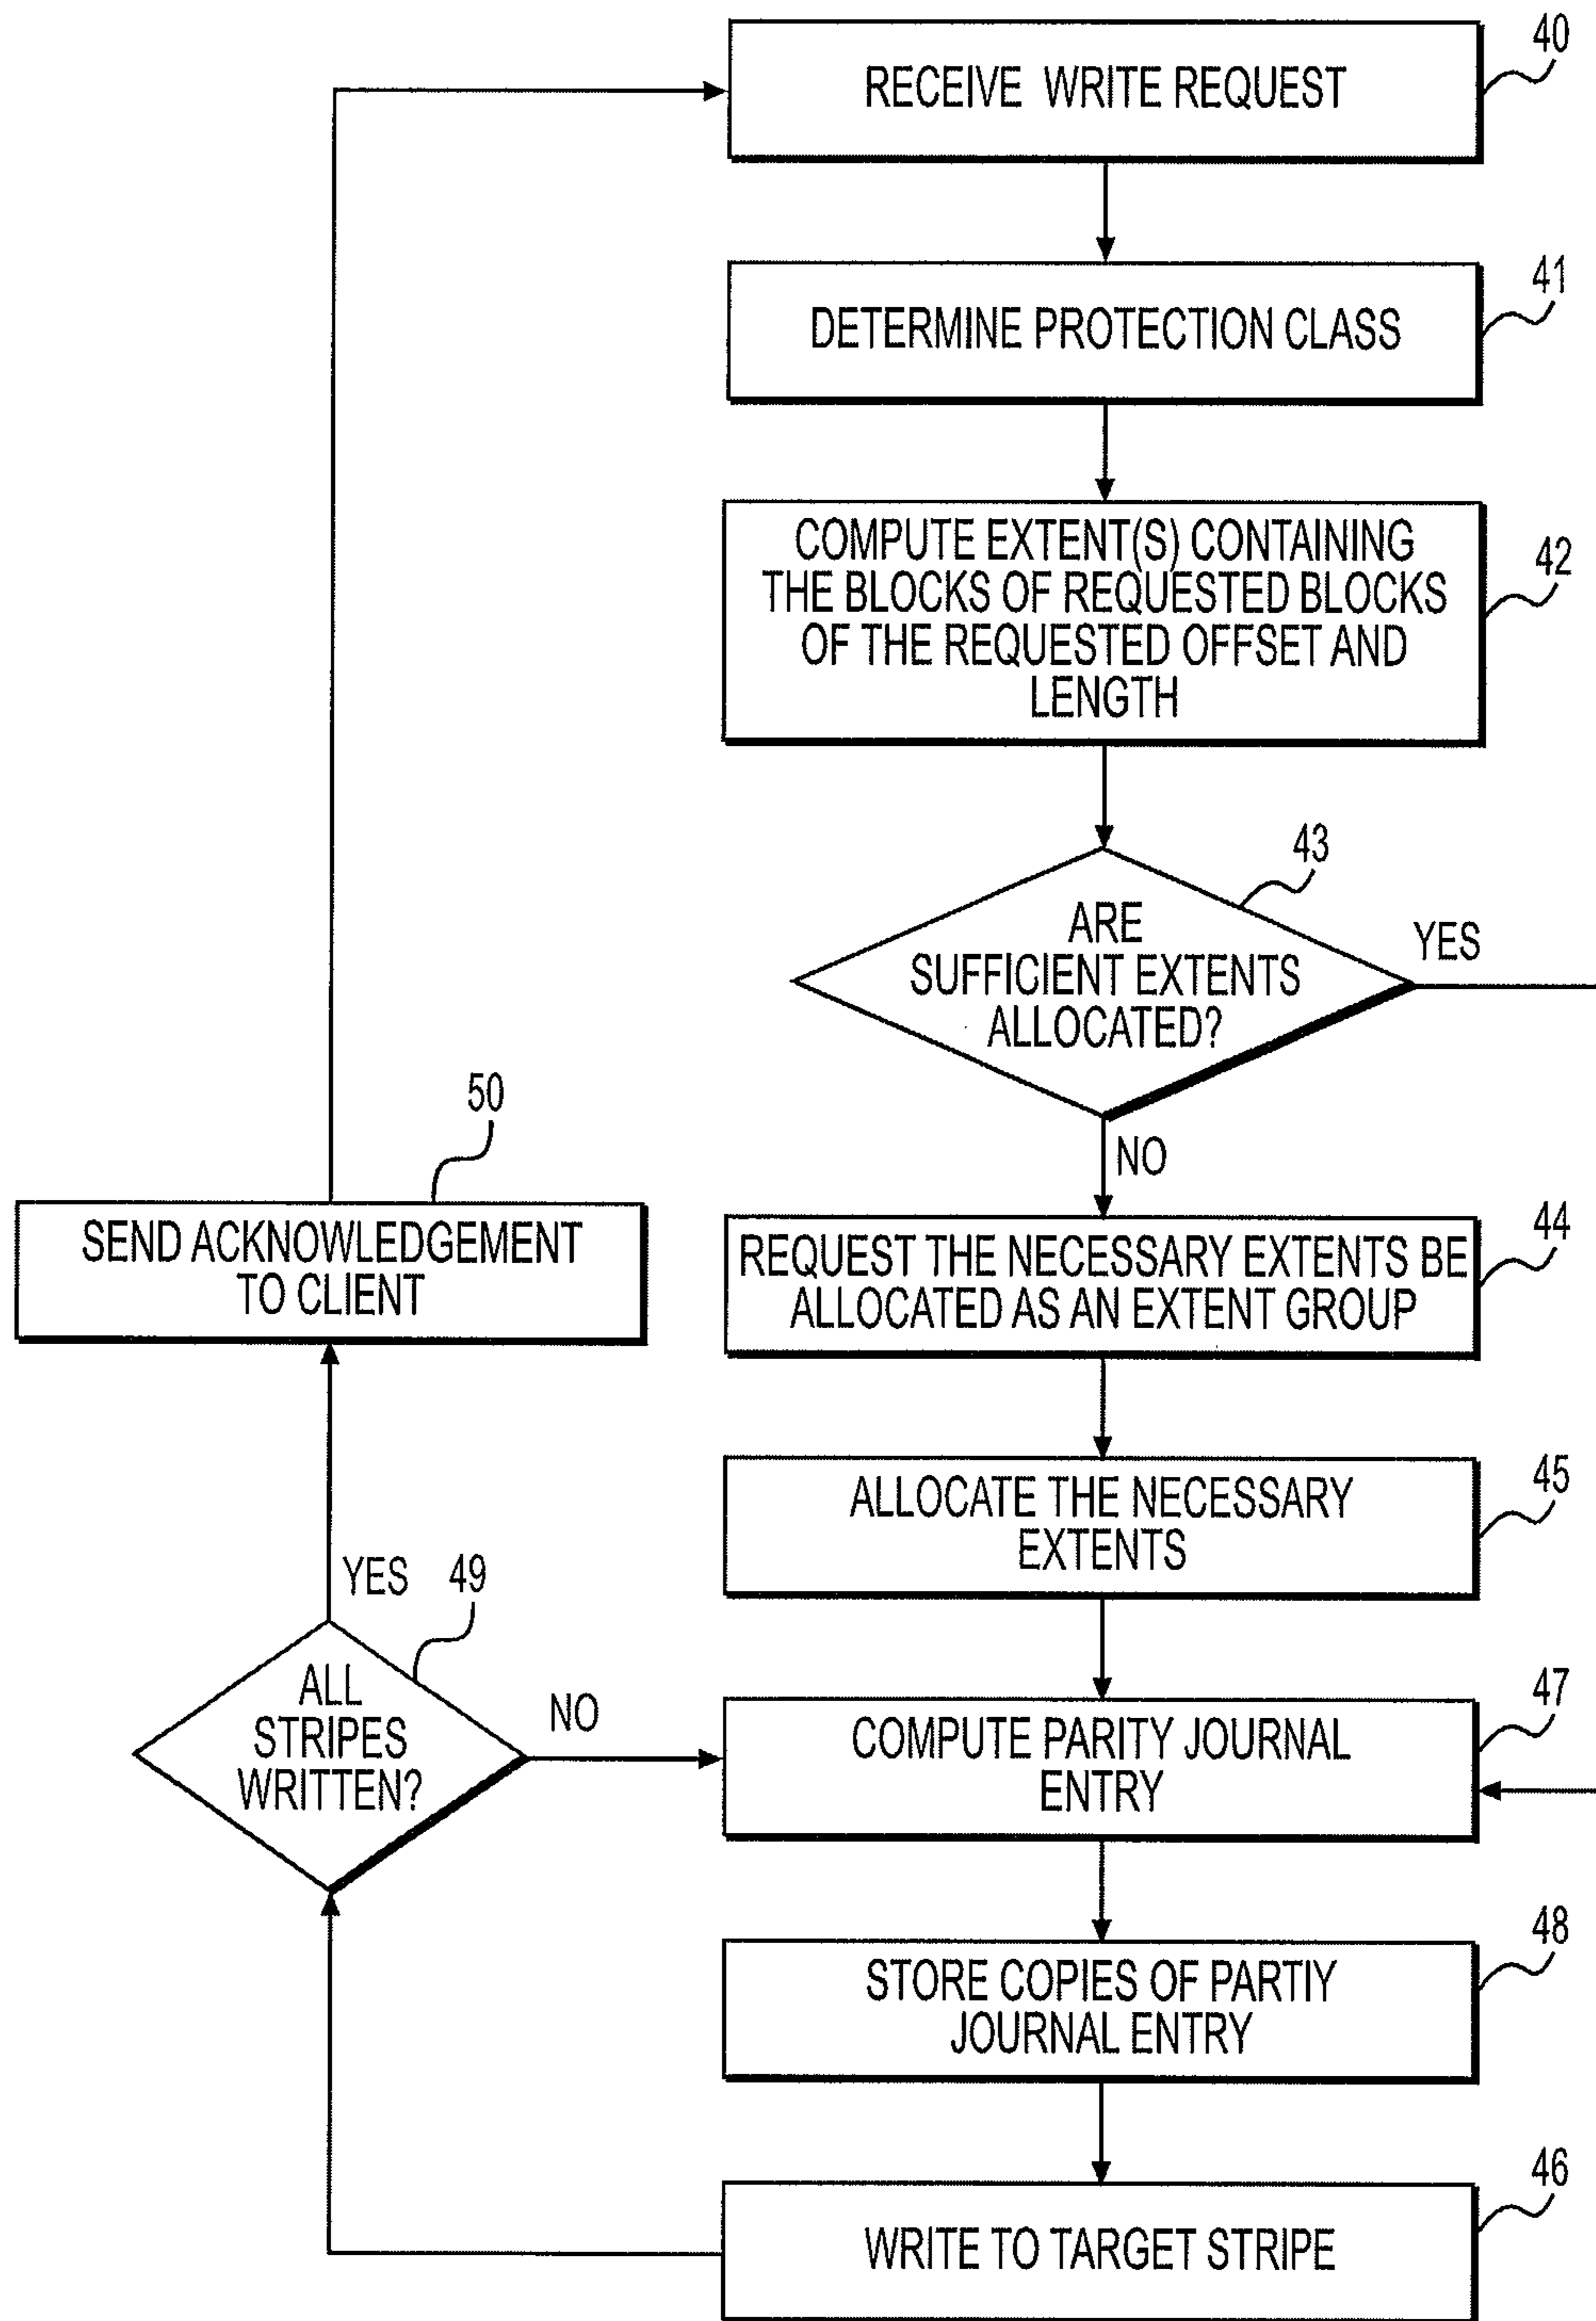 40
RECEIVE WRITE REQUEST
41
DETERMINE PROTECTION CLASS
42
COMPUTE EXTENT(S) CONTAINING
THE BLOCKS OF REQUESTED BLOCKS
OF THE REQUESTED OFFSET AND
LENGTH
43
ARE
SUFFICIENT EXTENTS
ALLOCATED?
YES
NO
44
REQUEST THE NECESSARY EXTENTS BE
ALLOCATED AS AN EXTENT GROUP
45
ALLOCATE THE NECESSARY
EXTENTS
47
COMPUTE PARITY JOURNAL
ENTRY
48
STORE COPIES OF PARTIY
JOURNAL ENTRY
46
WRITE TO TARGET STRIPE
49
ALL
STRIPES
WRITTEN?
NO
YES
50
SEND ACKNOWLEDGEMENT
TO CLIENT